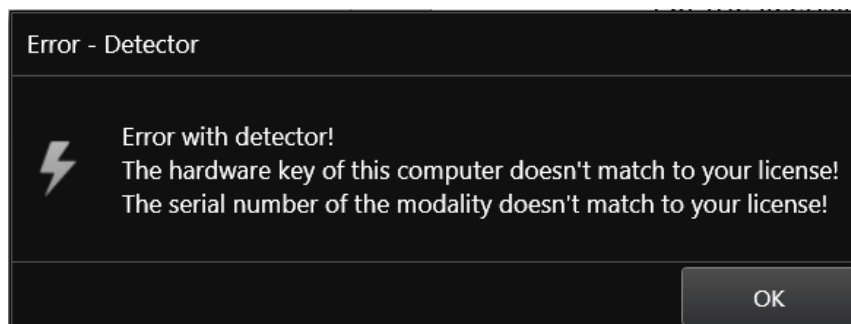 Error - Detector
Error with detector!
The hardware key of this computer doesn't match to your license!
The serial number of the modality doesn't match to your license!
OK